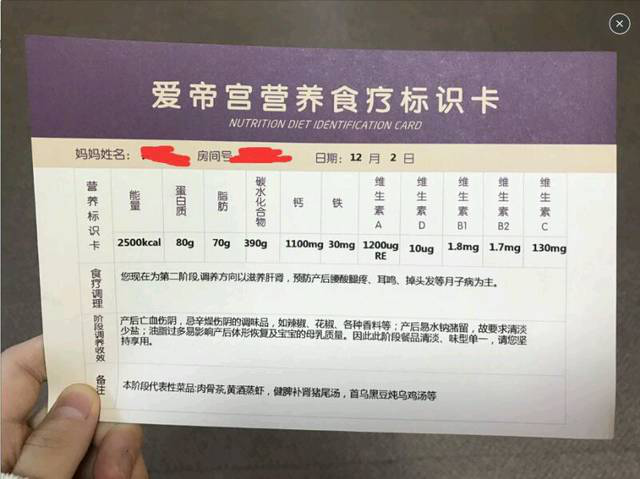 爱帝宫营养食疗标识卡
NUTRITION DIET IDENTIFICATION CARD
妈妈姓名： 房间号 日期：12 月 2 日
营养标识卡 能量 蛋白质 脂肪 碳水化合物 钙 铁 维生素A 维生素D 维生素B1 维生素B2 维生素C
2500kcal 80g 70g 390g 1100mg 30mg 1200ug RE 10ug 1.8mg 1.7mg 130mg
食疗调理 您现在为第二阶段,调养方向以滋养肝肾，预防产后腰酸腿疼、耳鸣、掉头发等月子病为主。
阶段调养收效 产后亡血伤阴，忌辛燥伤阴的调味品，如辣椒、花椒、各种香料等；产后易水钠潴留，故要求清淡
少盐；油脂过多易影响产后体形恢复及宝宝的母乳质量。因此此阶段餐品清淡、味型单一，请您坚
持享用。
备注 本阶段代表性菜品:肉骨茶,黄酒蒸虾，健脾补肾猪尾汤，首乌黑豆炖乌鸡汤等